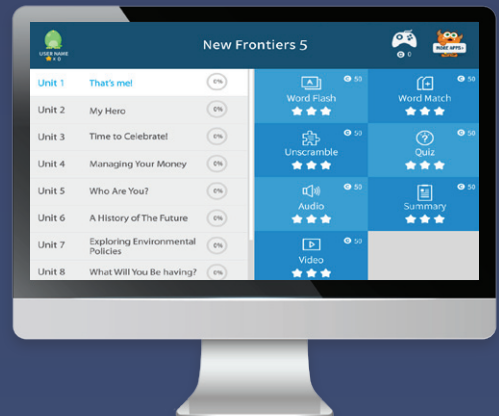 New Frontiers 5
USER NAME
0
0
MORE APPS
Unit 1 That's me! 0%
Unit 2 My Hero 0%
Unit 3 Time to Celebrate! 0%
Unit 4 Managing Your Money 0%
Unit 5 Who Are You? 0%
Unit 6 A History of The Future 0%
Unit 7 Exploring Environmental
Policies 0%
Unit 8 What Will You Be having? 0%
50
Word Flash
50
Word Match
50
Unscramble
50
Quiz
50
Audio
50
Summary
50
Video